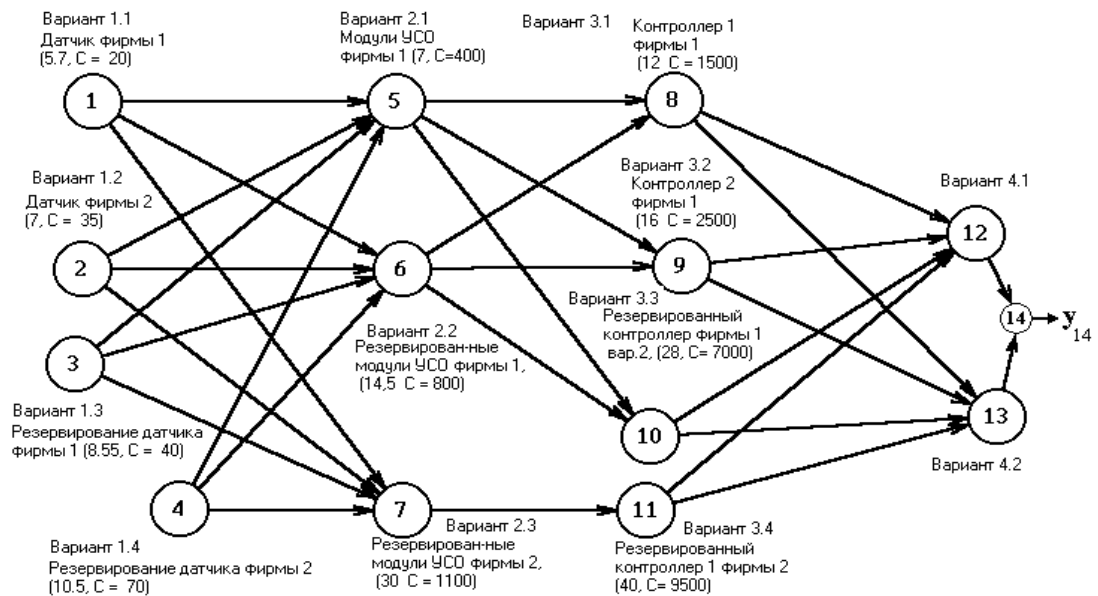 Вариант 1.1
Датчик фирмы 1
(5.7, C = 20)
1
Вариант 2.1
Модули УСО
фирмы 1 (7, C=400)
5
Вариант 3.1
Контроллер 1
фирмы 1
(12 C = 1500)
8
Вариант 1.2
Датчик фирмы 2
(7, C = 35)
2
6
Вариант 2.2
Резервирован-ные
модули УСО фирмы 1,
(14,5 C = 800)
Вариант 3.2
Контроллер 2
фирмы 1
(16 C = 2500)
9
Вариант 4.1
12
Вариант 3.3
Резервированный
контроллер фирмы 1
вар.2, (28, C= 7000)
10
14
y
14
3
Вариант 1.3
Резервирование датчика
фирмы 1 (8.55, C = 40)
13
Вариант 4.2
4
Вариант 1.4
Резервирование датчика фирмы 2
(10.5, C = 70)
7
Вариант 2.3
Резервирован-ные
модули УСО фирмы 2,
(30 C = 1100)
11
Вариант 3.4
Резервированный
контроллер 1 фирмы 2
(40, C= 9500)